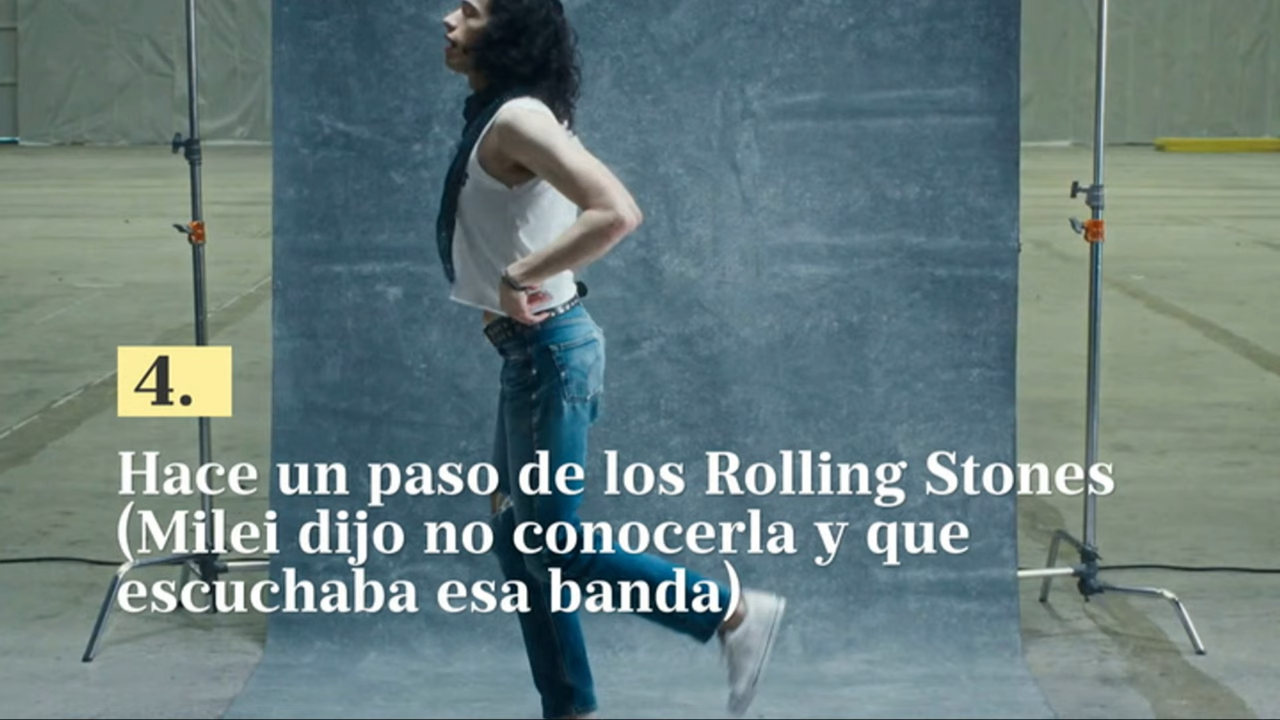 4.
Hace un paso de los Rolling Stones
(Milei dijo no conocerla y que
escuchaba esa banda)